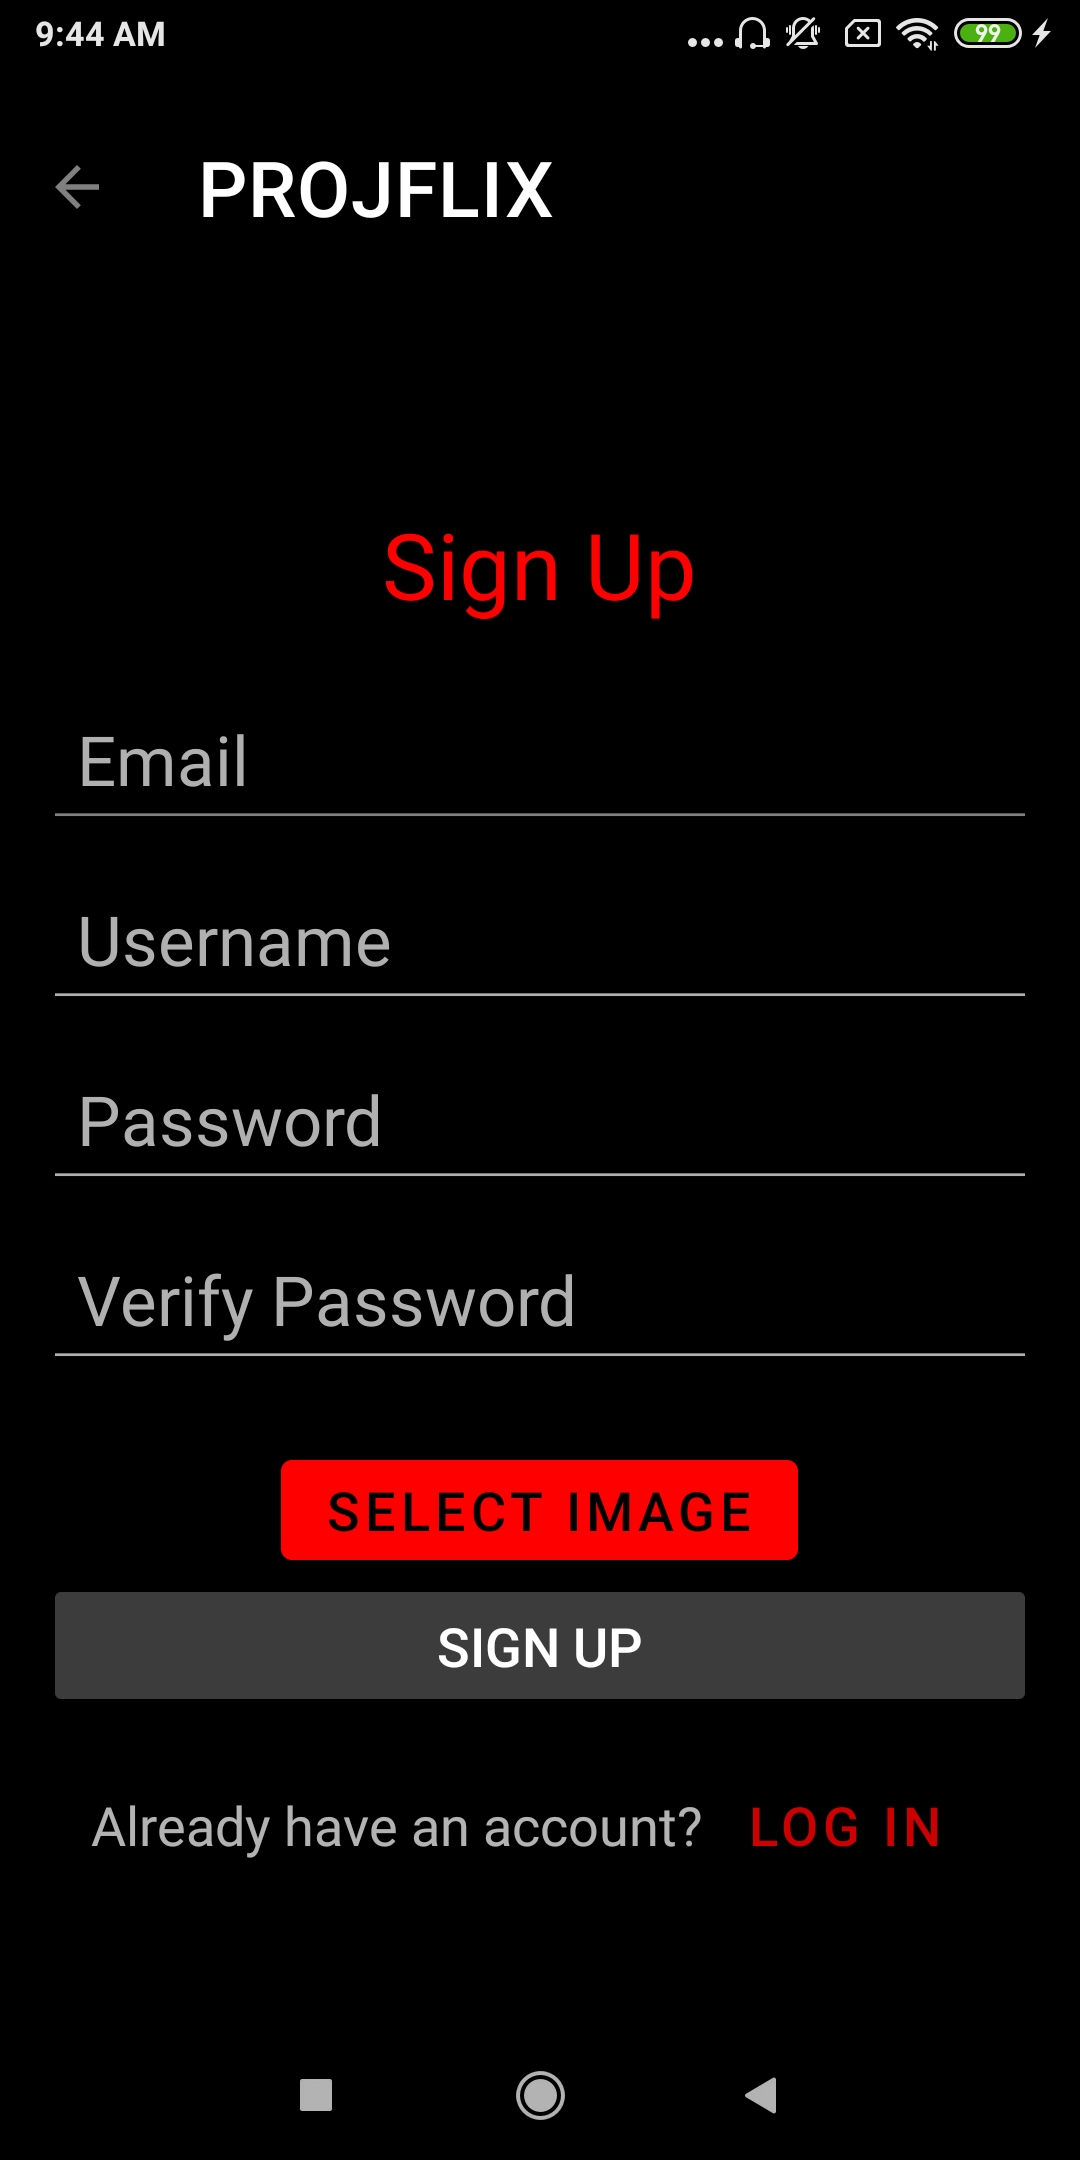 9:44 AM
99
PROJFLIX
Sign Up
Email
Username
Password
Verify Password
SELECT IMAGE
SIGN UP
Already have an account? LOG IN